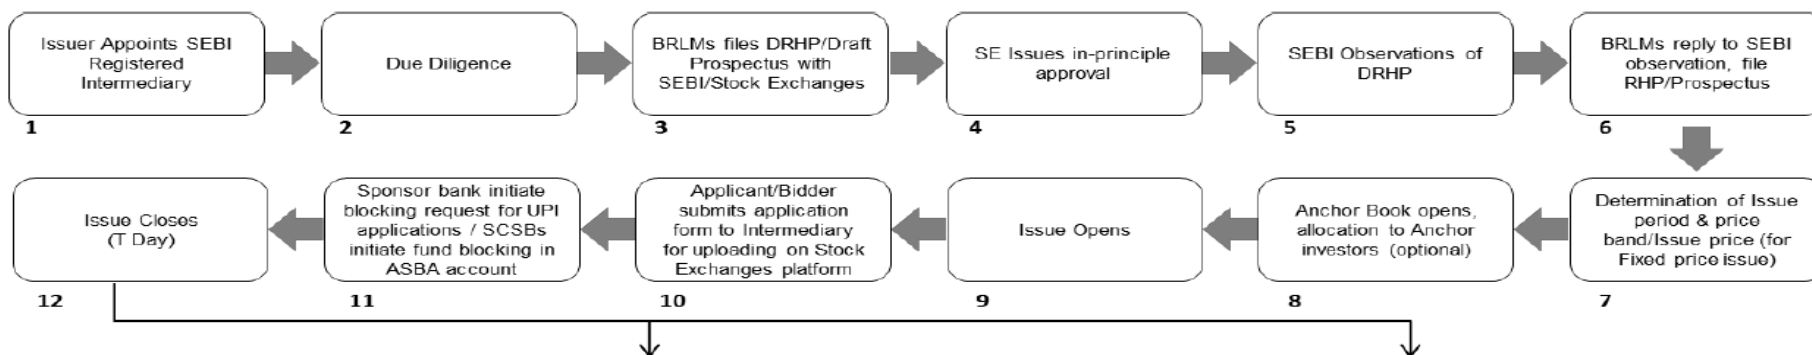 Issuer Appoints SEBI
Registered
Intermediary
1
Due Diligence
2
BRLMs files DRHP/Draft
Prospectus with
SEBI/Stock Exchanges
3
SE Issues in-principle
approval
4
SEBI Observations of
DRHP
5
BRLMs reply to SEBI
observation, file
RHP/Prospectus
6
Determination of Issue
period & price
band/Issue price (for
Fixed price issue)
7
Anchor Book opens,
allocation to Anchor
investors (optional)
8
Issue Opens
9
Applicant/Bidder
submits application
form to Intermediary
for uploading on Stock
Exchanges platform
10
Sponsor bank initiate
blocking request for UPI
applications / SCSBs
initiate fund blocking in
ASBA account
11
Issue Closes
(T Day)
12